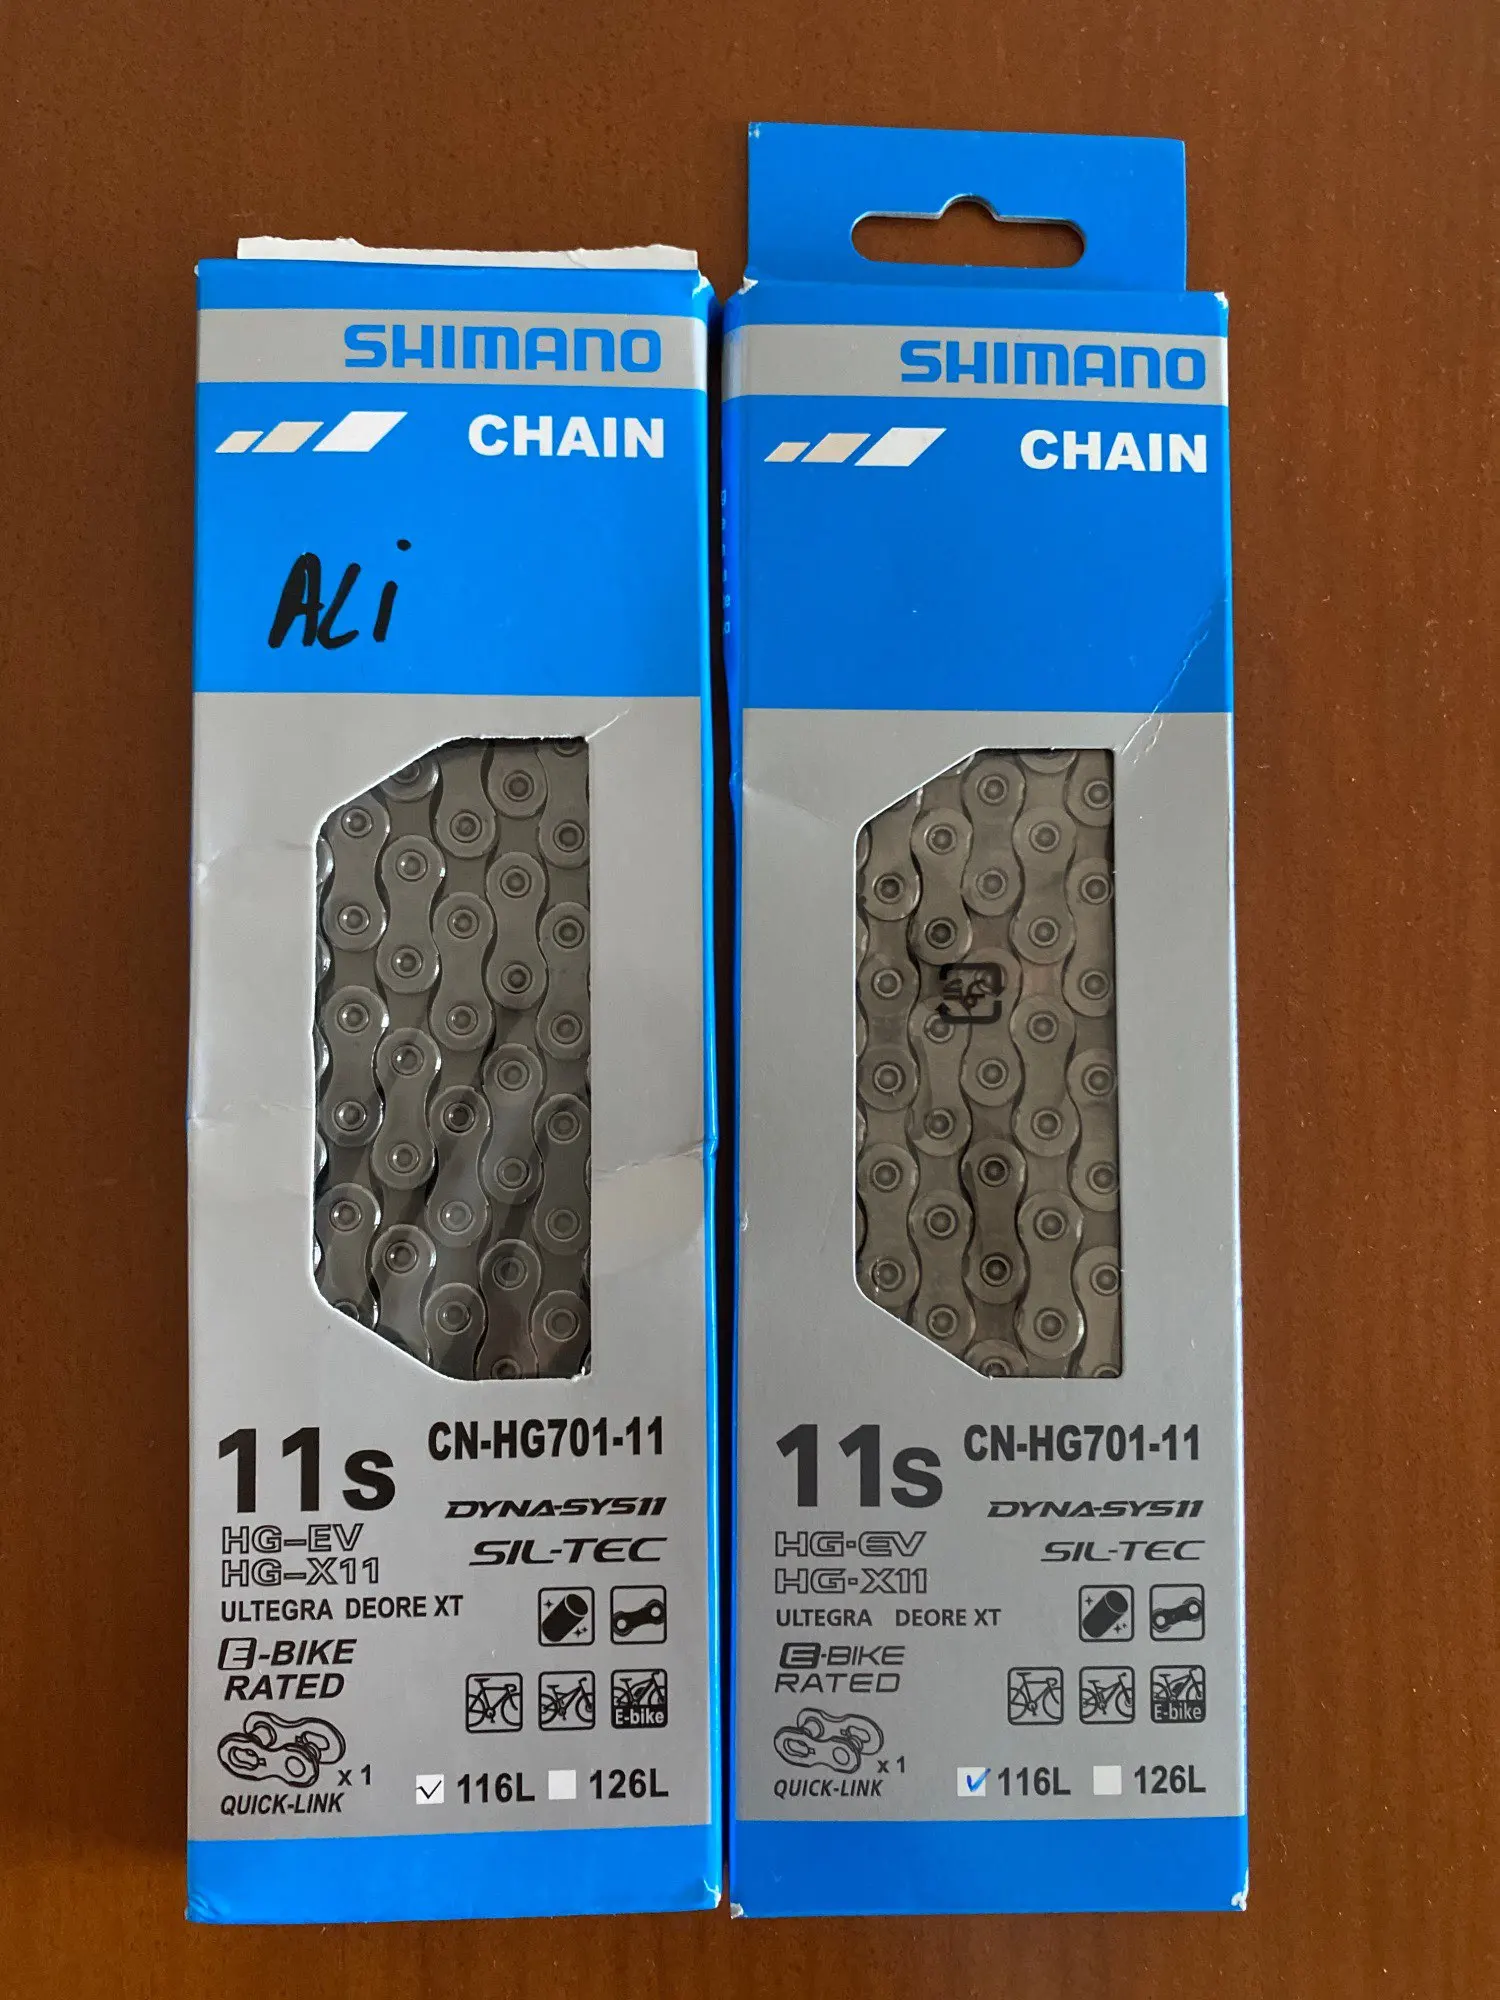 SHIMANO
CHAIN
ALi
11s
CN-HG701-11
DYNA-SYS11
HG-EV
HG-X11
SIL-TEC
ULTEGRA DEORE XT
E-BIKE
RATED
E-bike
x 1
QUICK-LINK
116L 126L
SHIMANO
CHAIN
11s
CN-HG701-11
DYNA-SYS11
HG-EV
HG-X11
SIL-TEC
ULTEGRA DEORE XT
E-BIKE
RATED
E-bike
x 1
QUICK-LINK
116L 126L